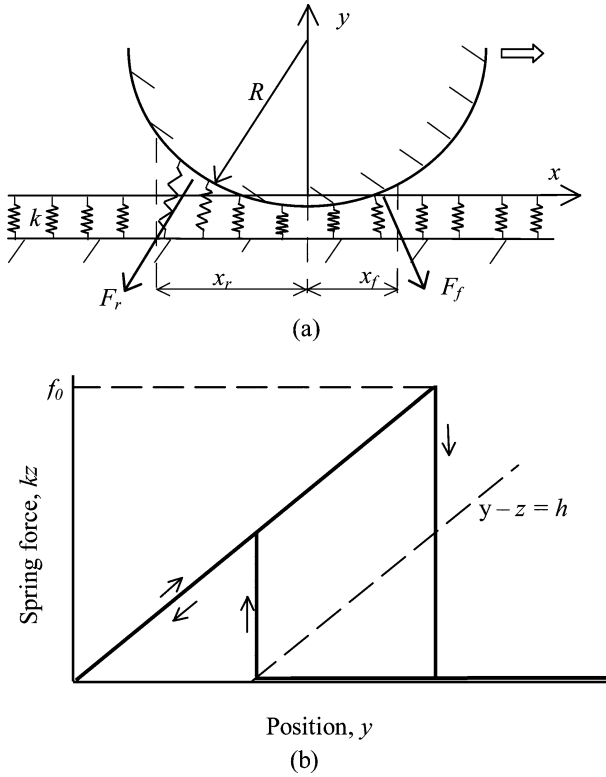 y
R
x
k
F_r
x_r
x_f
F_f
(a)
f_0
Spring force, kz
y – z = h
Position, y
(b)